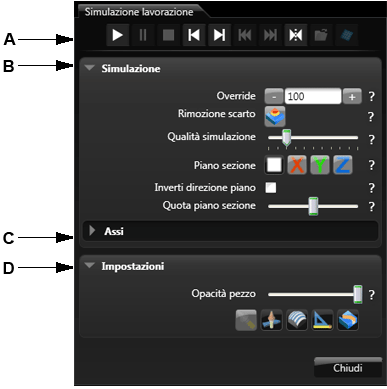 Simulazione lavorazione
A
B
Simulazione
Override - 100 + ?
Rimozione scarto ?
Qualità simulazione ?
Piano sezione X Y Z ?
Inverti direzione piano ?
Quota piano sezione ?
C
Assi
D
Impostazioni
Opacità pezzo ?
Chiudi